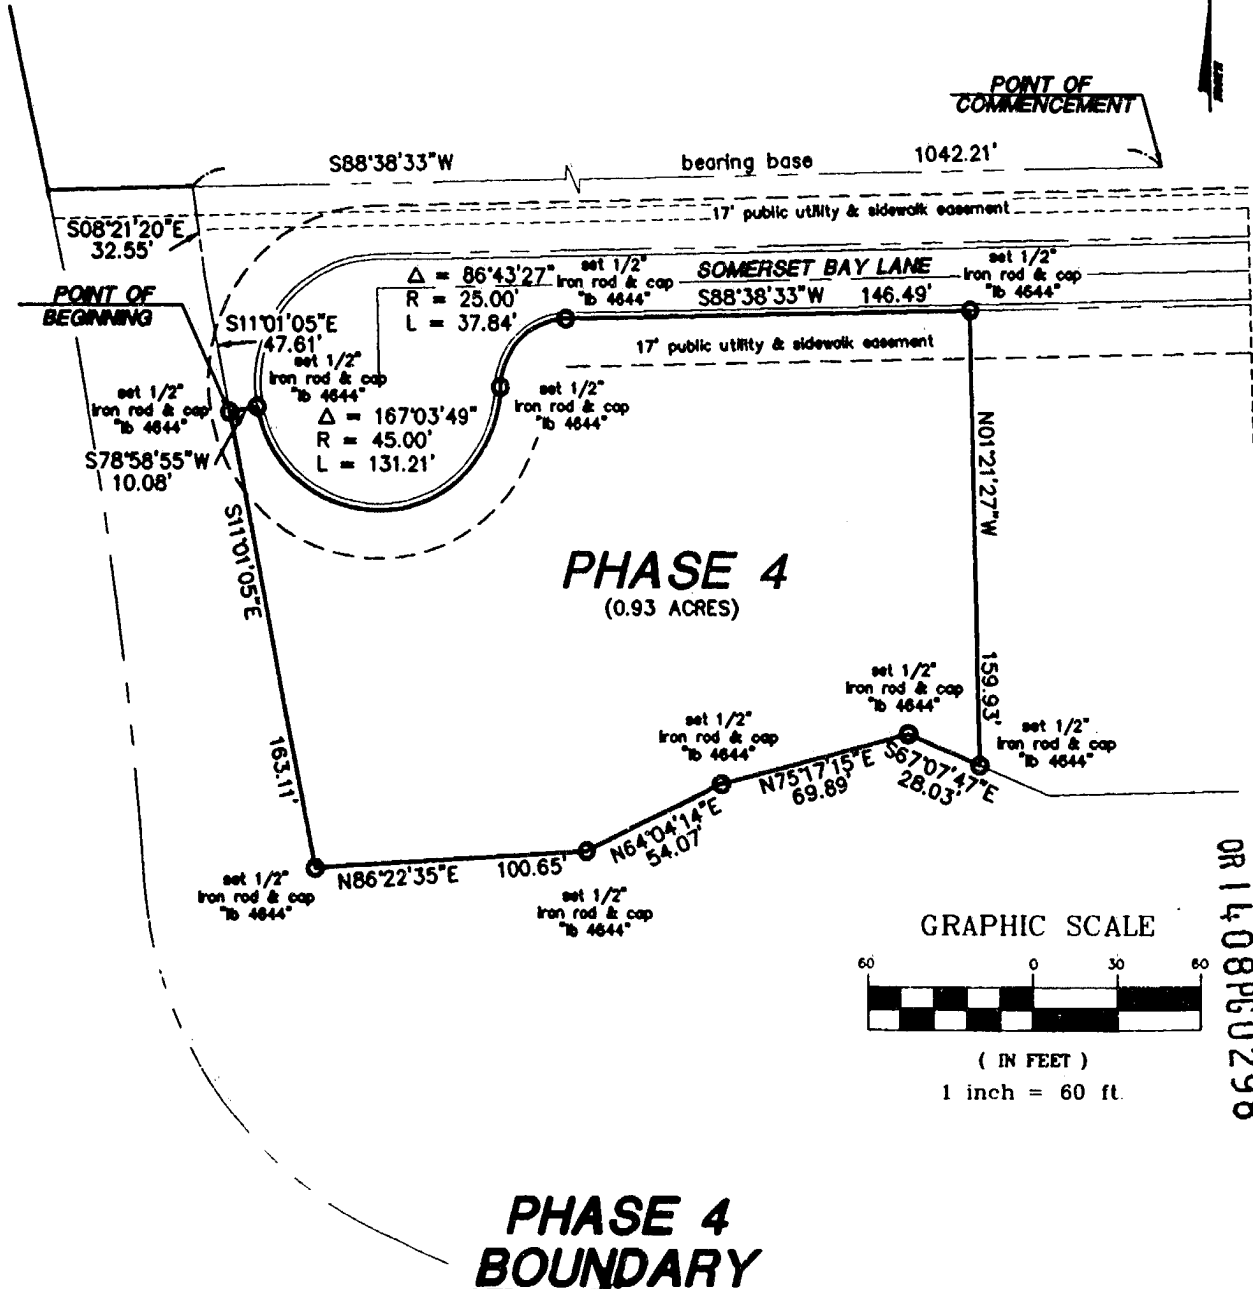 NORTH
POINT OF
COMMENCEMENT
S88°38'33"W
bearing base
1042.21'
17' public utility & sidewalk easement
S08°21'20"E
32.55'
POINT OF
BEGINNING
Δ = 86°43'27"
R = 25.00'
L = 37.84'
set 1/2"
iron rod & cap
"lb 4644"
SOMERSET BAY LANE
S88°38'33"W 146.49'
set 1/2"
iron rod & cap
"lb 4644"
S11°01'05"E
47.61'
17' public utility & sidewalk easement
set 1/2"
iron rod & cap
"lb 4644"
set 1/2"
iron rod & cap
"lb 4644"
set 1/2"
iron rod & cap
"lb 4644"
Δ = 167°03'49"
R = 45.00'
L = 131.21'
S78°58'55"W
10.08'
N01°21'27"W
159.93'
S11°01'05"E
163.11'
PHASE 4
(0.93 ACRES)
set 1/2"
iron rod & cap
"lb 4644"
set 1/2"
iron rod & cap
"lb 4644"
set 1/2"
iron rod & cap
"lb 4644"
N75°17'15"E
69.89'
S67°07'47"E
28.03'
N64°04'14"E
54.07'
N86°22'35"E 100.65'
set 1/2"
iron rod & cap
"lb 4644"
set 1/2"
iron rod & cap
"lb 4644"
OR1408PG0298
GRAPHIC SCALE
60 0 30 60
( IN FEET )
1 inch = 60 ft.
PHASE 4
BOUNDARY